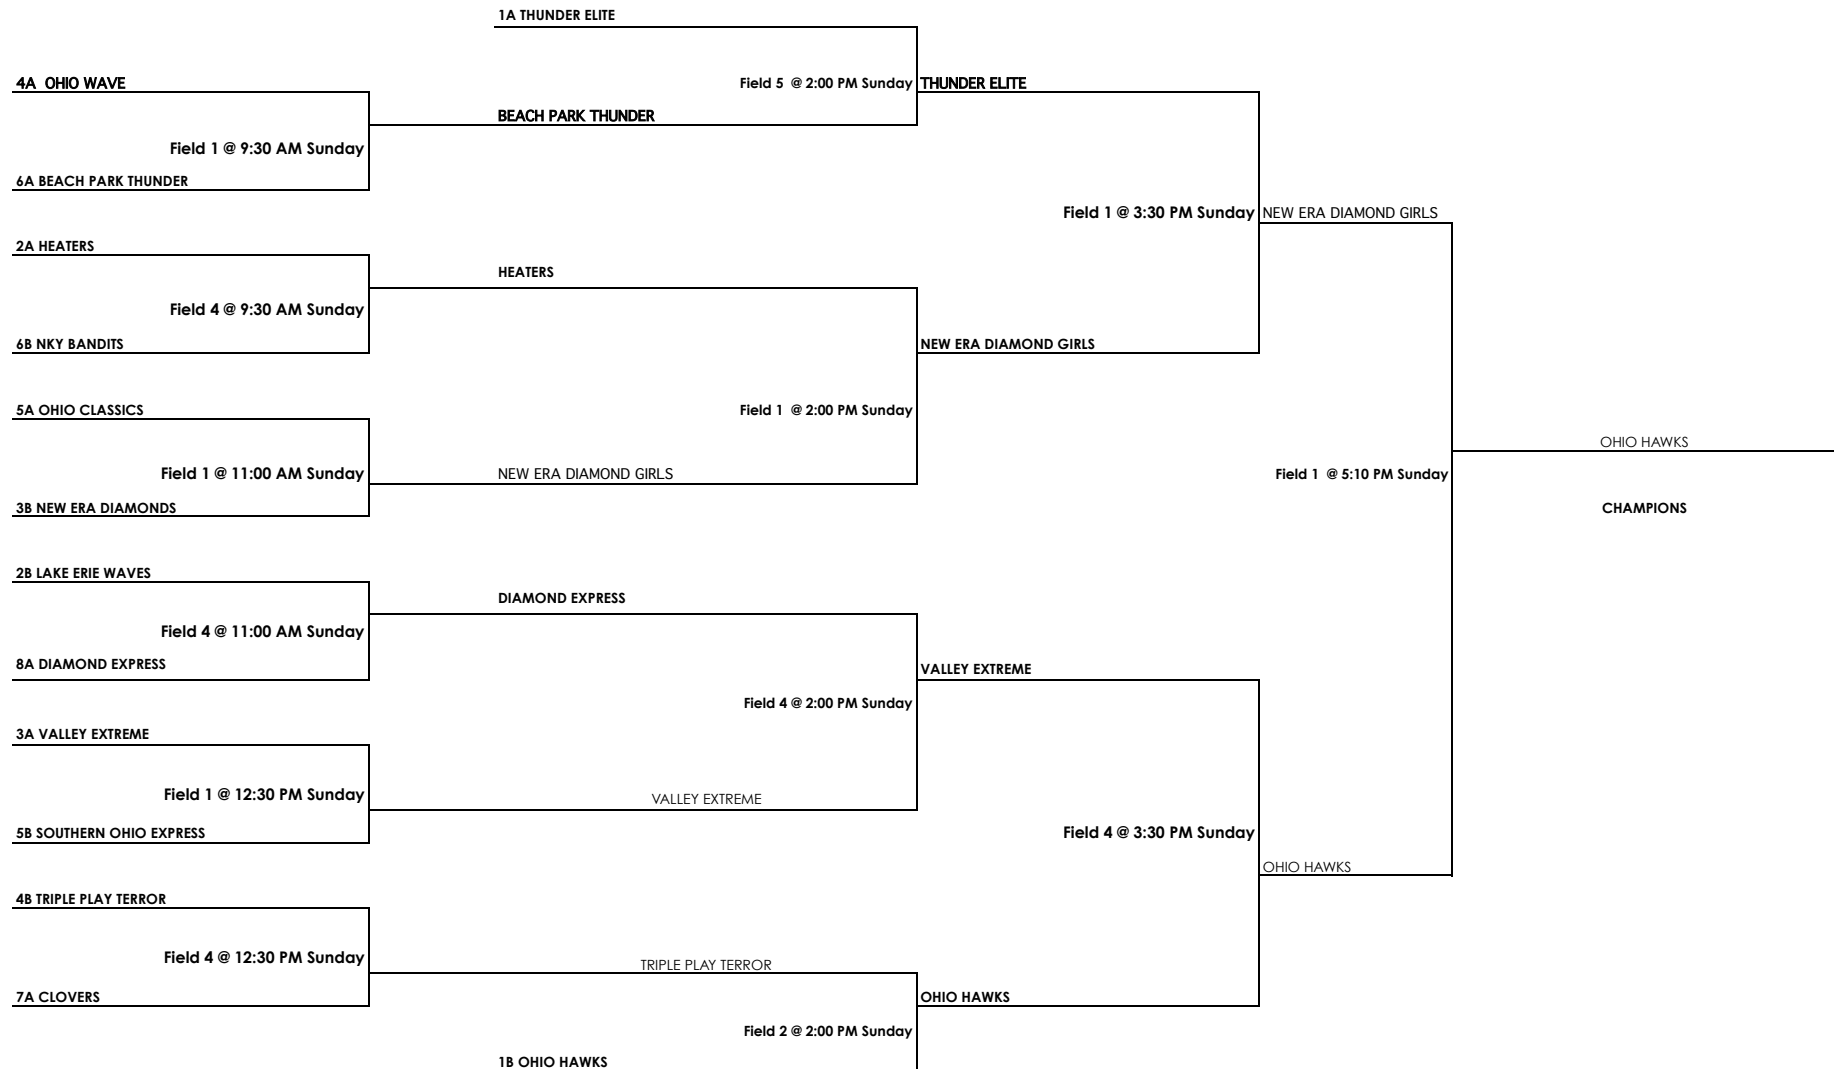 1A THUNDER ELITE
4A  OHIO WAVE
Field 5  @ 2:00 PM Sunday
THUNDER ELITE
BEACH PARK THUNDER
Field 1 @ 9:30 AM Sunday
6A BEACH PARK THUNDER
Field 1 @ 3:30 PM Sunday
NEW ERA DIAMOND GIRLS
2A HEATERS
HEATERS
Field 4 @ 9:30 AM Sunday
6B NKY BANDITS
NEW ERA DIAMOND GIRLS
5A OHIO CLASSICS
Field 1  @ 2:00 PM Sunday
OHIO HAWKS
Field 1 @ 11:00 AM Sunday
NEW ERA DIAMOND GIRLS
Field 1  @ 5:10 PM Sunday
3B NEW ERA DIAMONDS
CHAMPIONS
2B LAKE ERIE WAVES
DIAMOND EXPRESS
Field 4 @ 11:00 AM Sunday
8A DIAMOND EXPRESS
VALLEY EXTREME
Field 4 @ 2:00 PM Sunday
3A VALLEY EXTREME
Field 1 @ 12:30 PM Sunday
VALLEY EXTREME
5B SOUTHERN OHIO EXPRESS
Field 4 @ 3:30 PM Sunday
OHIO HAWKS
4B TRIPLE PLAY TERROR
Field 4 @ 12:30 PM Sunday
TRIPLE PLAY TERROR
7A CLOVERS
OHIO HAWKS
Field 2 @ 2:00 PM Sunday
1B OHIO HAWKS